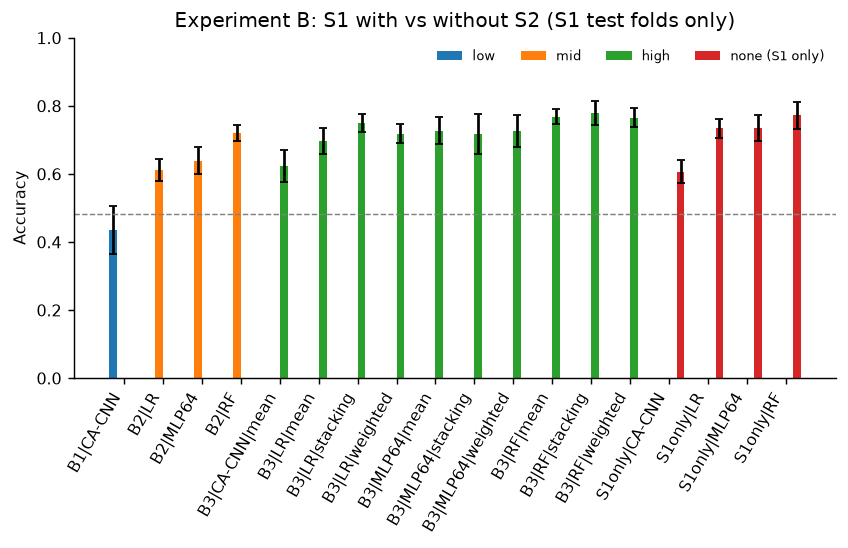 Experiment B: S1 with vs without S2 (S1 test folds only)
low
mid
high
none (S1 only)
Accuracy
1.0
0.8
0.6
0.4
0.2
0.0
B1|CA-CNN
B2|LR
B2|MLP64
B2|RF
B3|CA-CNN|mean
B3|LR|mean
B3|LR|stacking
B3|LR|weighted
B3|MLP64|mean
B3|MLP64|stacking
B3|MLP64|weighted
B3|RF|mean
B3|RF|stacking
B3|RF|weighted
S1only|CA-CNN
S1only|LR
S1only|MLP64
S1only|RF